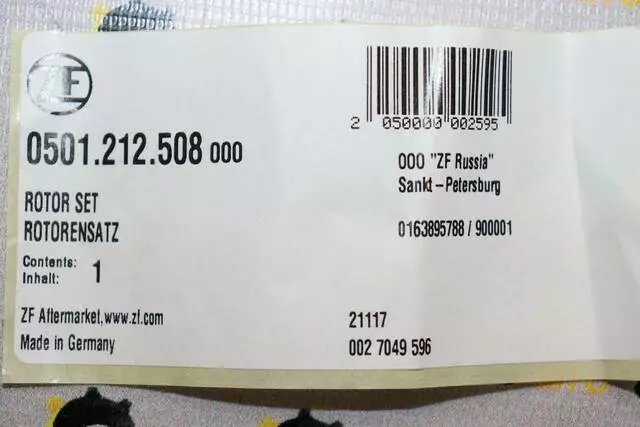 ZF
0501.212.508 000
ROTOR SET
ROTORENSATZ
Contents:
Inhalt: 1
ZF Aftermarket,www.zf.com
Made in Germany
2 050000 002595
OOO "ZF Russia"
Sankt-Petersburg
0163895788 / 900001
21117
002 7049 596